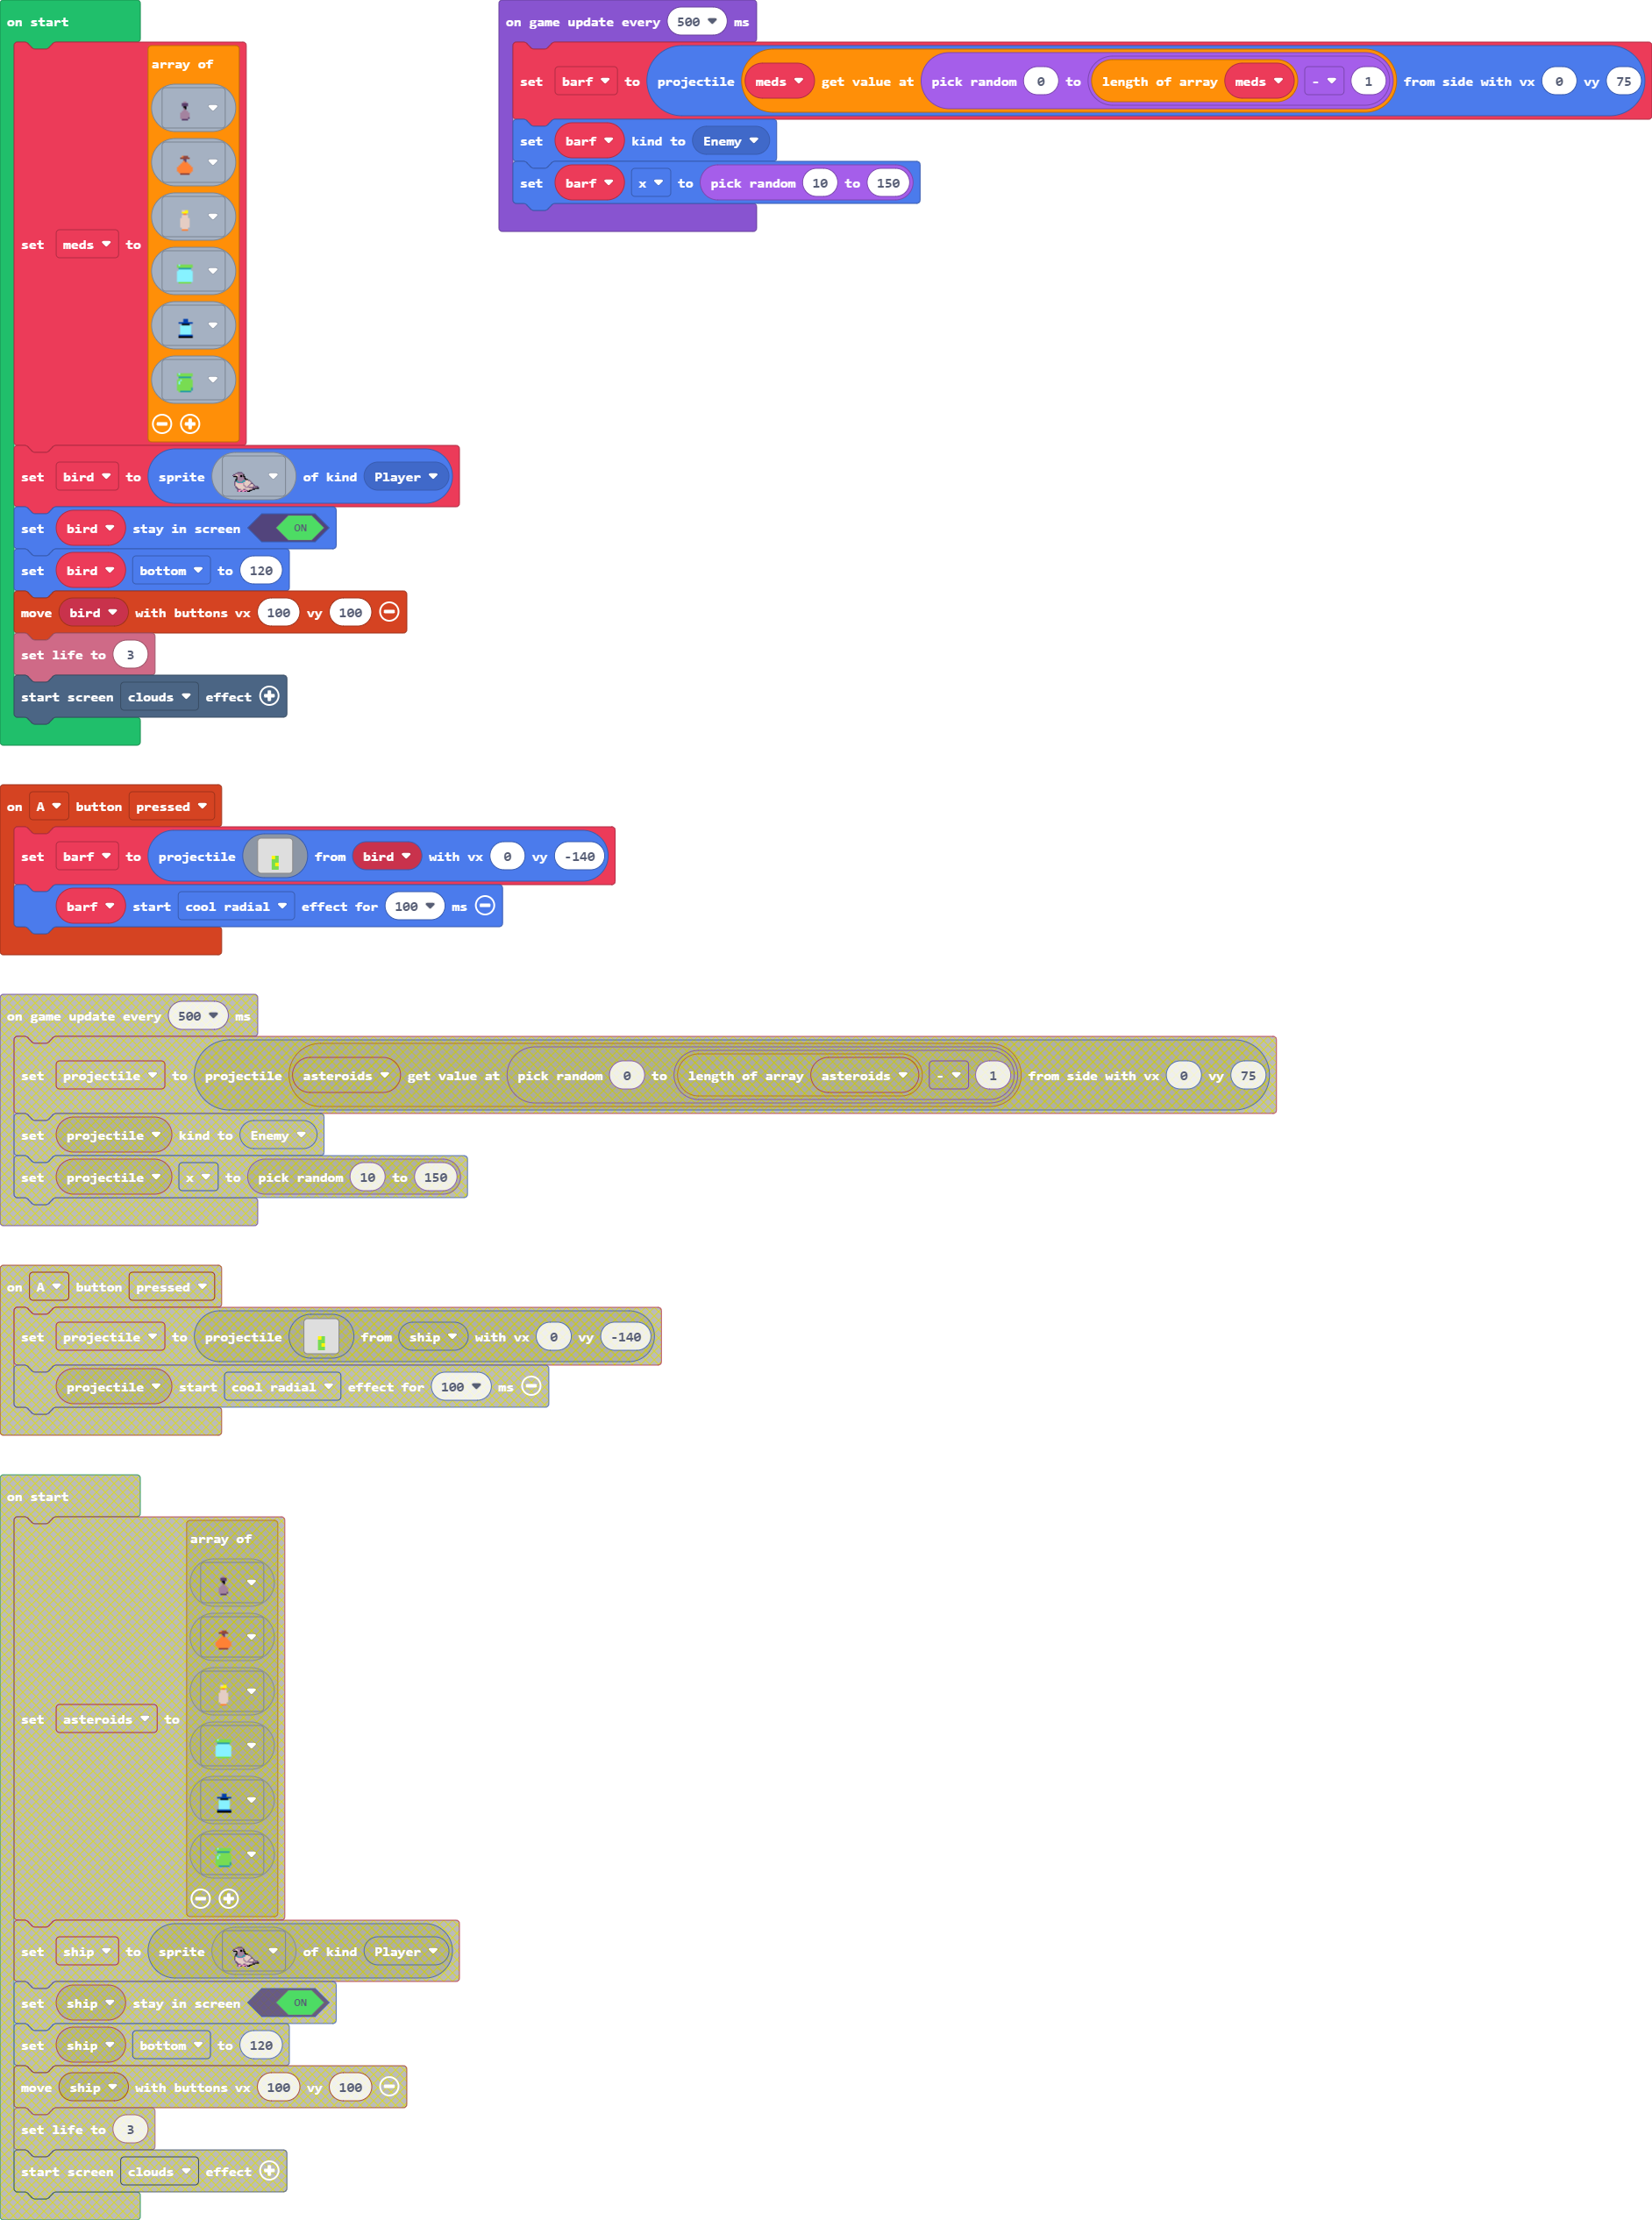 on start
array of
set meds to
set bird to sprite of kind Player
set bird stay in screen ON
set bird bottom to 120
move bird with buttons vx 100 vy 100
set life to 3
start screen clouds effect
on game update every 500 ms
set barf to projectile meds get value at pick random 0 to length of array meds - 1 from side with vx 0 vy 75
set barf kind to Enemy
set barf x to pick random 10 to 150
on A button pressed
set barf to projectile from bird with vx 0 vy -140
barf start cool radial effect for 100 ms
on game update every 500 ms
set projectile to projectile asteroids get value at pick random 0 to length of array asteroids - 1 from side with vx 0 vy 75
set projectile kind to Enemy
set projectile x to pick random 10 to 150
on A button pressed
set projectile to projectile from ship with vx 0 vy -140
projectile start cool radial effect for 100 ms
on start
array of
set asteroids to
set ship to sprite of kind Player
set ship stay in screen ON
set ship bottom to 120
move ship with buttons vx 100 vy 100
set life to 3
start screen clouds effect